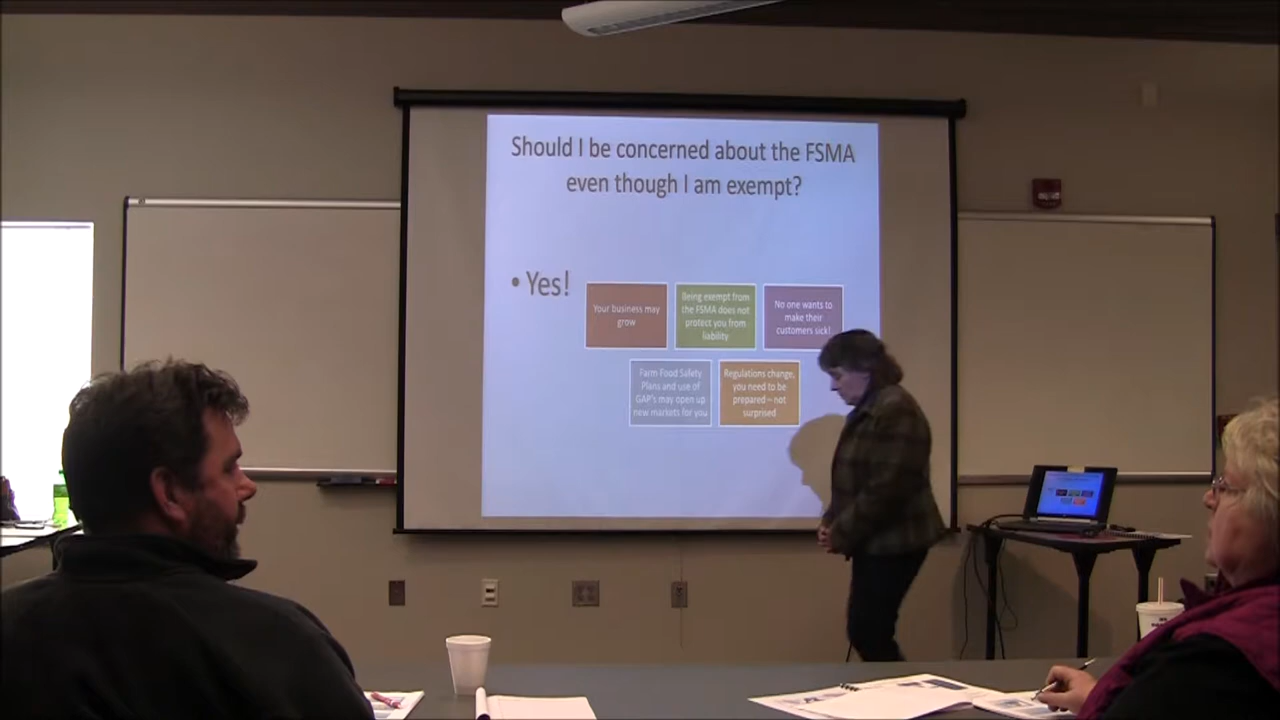 Should I be concerned about the FSMA
even though I am exempt?
• Yes!
Your business may
grow
Being exempt from
the FSMA does not
protect you from
liability
No one wants to
make their
customers sick!
Farm Food Safety
Plans and use of
GAP's may open up
new markets for you
Regulations change,
you need to be
prepared – not
surprised